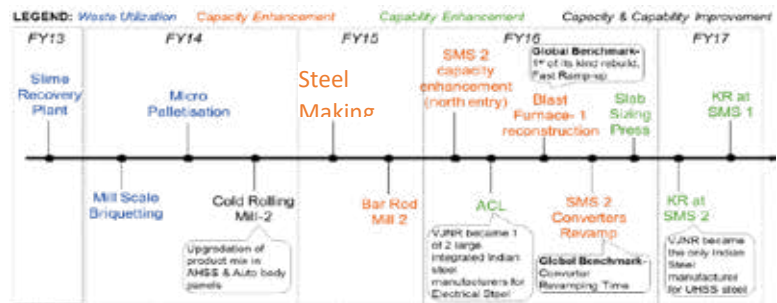 LEGEND: Waste Utilization Capacity Enhancement Capability Enhancement Capacity & Capability Improvement
FY13 FY14 FY15 FY16 FY17
Slime
Recovery
Plant
Micro
Palletisation
Steel
Making
SMS 2
capacity
enhancement
(north entry)
Global Benchmark-
1st of its kind rebuild,
Fast Ramp-up
Blast
Furnace- 1
reconstruction
Slab
Sizing
Press
KR at
SMS 1
Mill Scale
Briquetting
Cold Rolling
Mill-2
Upgradation of
product mix in
AHSS & Auto body
panels
Bar Rod
Mill 2
ACL
VJNR became 1
of 2 large
integrated Indian
steel
manufacturers for
Electrical Steel
SMS 2
Converters
Revamp
Global Benchmark-
Converter
Revamping Time
KR at
SMS 2
VJNR became
the only Indian
Steel
manufacturer
for UHSS steel